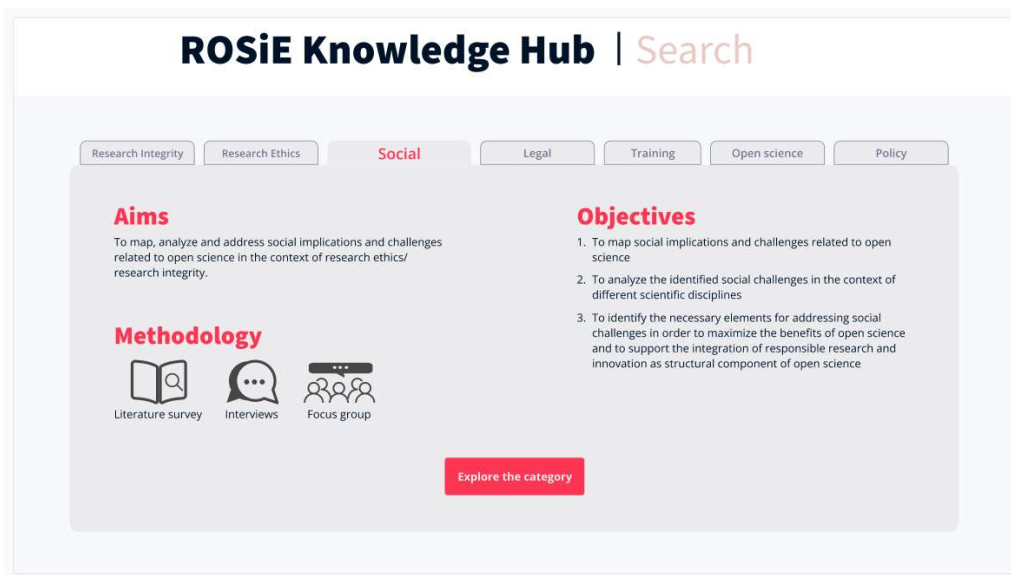 ROSiE Knowledge Hub | Search
Research Integrity
Research Ethics
Social
Legal
Training
Open science
Policy
Aims
To map, analyze and address social implications and challenges
related to open science in the context of research ethics/
research integrity.
Methodology
Literature survey
Interviews
Focus group
Objectives
1. To map social implications and challenges related to open
science
2. To analyze the identified social challenges in the context of
different scientific disciplines
3. To identify the necessary elements for addressing social
challenges in order to maximize the benefits of open science
and to support the integration of responsible research and
innovation as structural component of open science
Explore the category